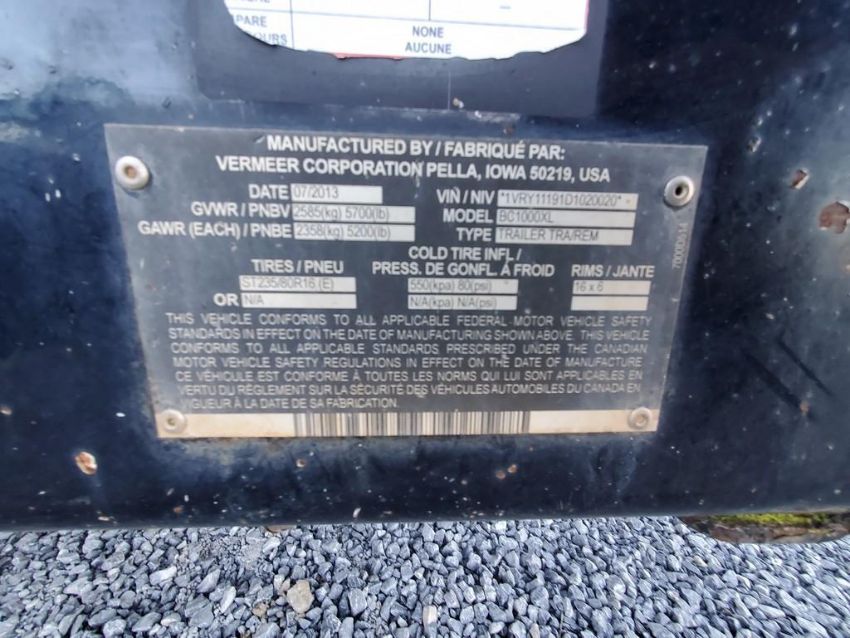 PARE NONE
OURS AUCUNE
MANUFACTURED BY / FABRIQUÉ PAR:
VERMEER CORPORATION PELLA, IOWA 50219, USA
DATE 07/2013 VIN / NIV *1VRY11191D1020020*
GVWR / PNBV 2585(kg) 5700(lb) MODEL BC1000XL
GAWR (EACH) / PNBE 2358(kg) 5200(lb) TYPE TRAILER TRA/REM
COLD TIRE INFL /
TIRES / PNEU PRESS. DE GONFL. À FROID RIMS / JANTE
ST235/80R16 (E) 550(kpa) 80(psi) 16 x 6
OR N/A N/A(kpa) N/A(psi)
THIS VEHICLE CONFORMS TO ALL APPLICABLE FEDERAL MOTOR VEHICLE SAFETY
STANDARDS IN EFFECT ON THE DATE OF MANUFACTURING SHOWN ABOVE. THIS VEHICLE
CONFORMS TO ALL APPLICABLE STANDARDS PRESCRIBED UNDER THE CANADIAN
MOTOR VEHICLE SAFETY REGULATIONS IN EFFECT ON THE DATE OF MANUFACTURE.
CE VÉHICULE EST CONFORME À TOUTES LES NORMS QUI LUI SONT APPLICABLES EN
VERTU DU RÉGLEMENT SUR LA SÉCURITÉ DES VÉHICULES AUTOMOBILES DU CANADA EN
VIGUEUR À LA DATE DE SA FABRICATION.